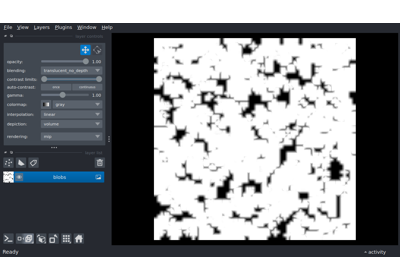 File View Layers Plugins Window Help
opacity: 1.00
blending: translucent_no_depth
contrast limits:
auto-contrast: once continuous
gamma: 1.00
colormap: gray
interpolation: linear
depiction: volume
rendering: mip
blobs
Ready
activity